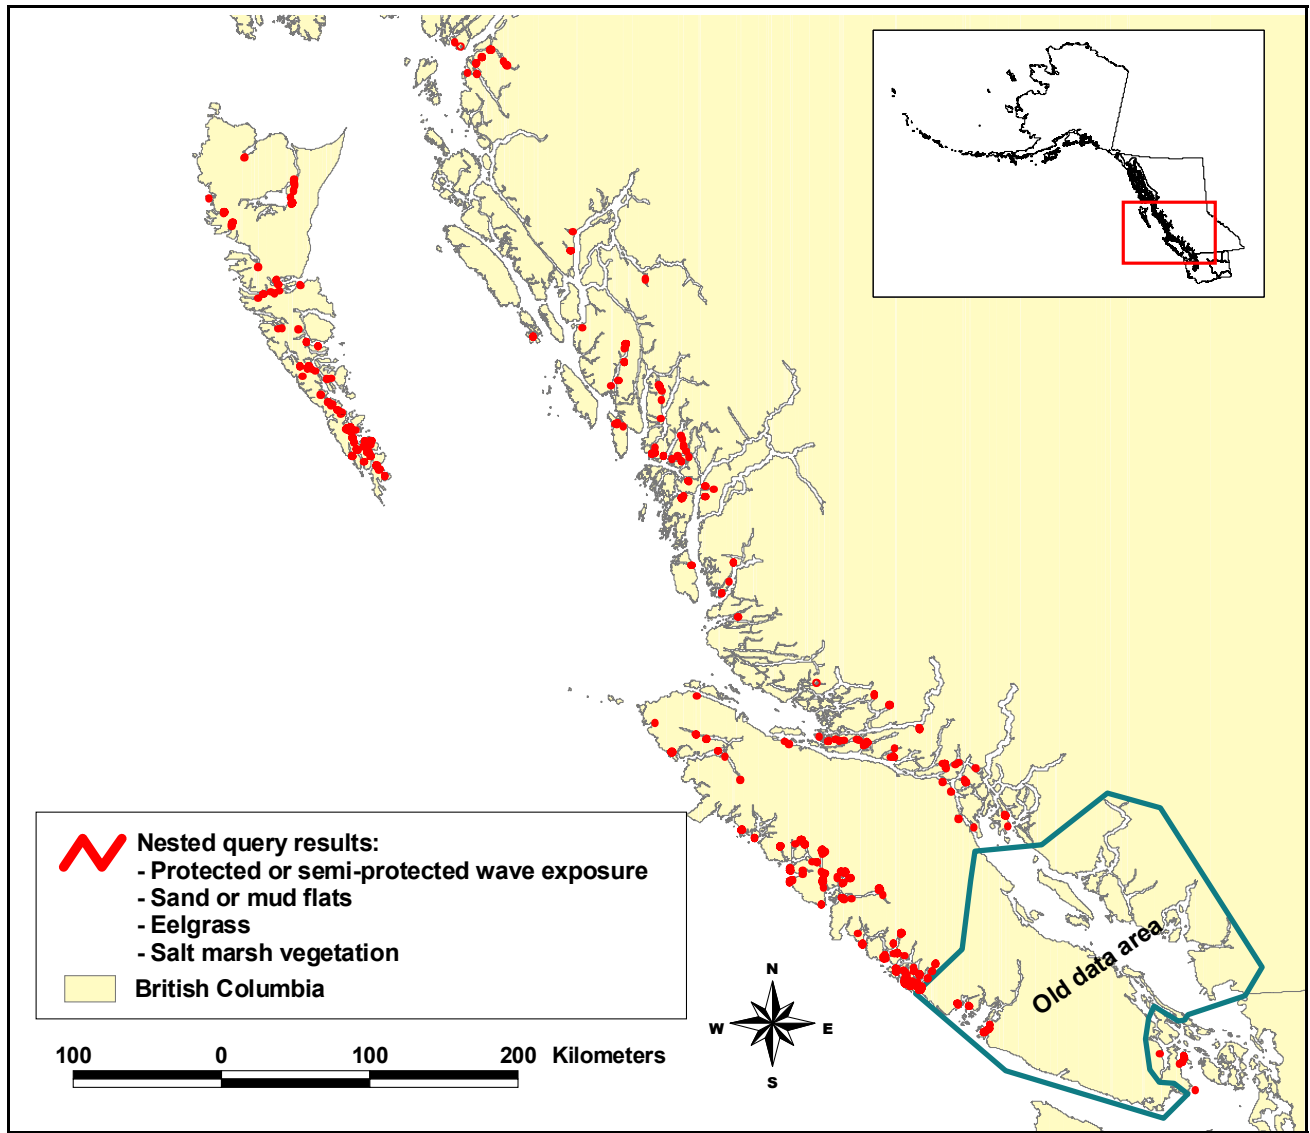 Nested query results:
- Protected or semi-protected wave exposure
- Sand or mud flats
- Eelgrass
- Salt marsh vegetation
British Columbia
100 0 100 200 Kilometers
N
W E
S
Old data area